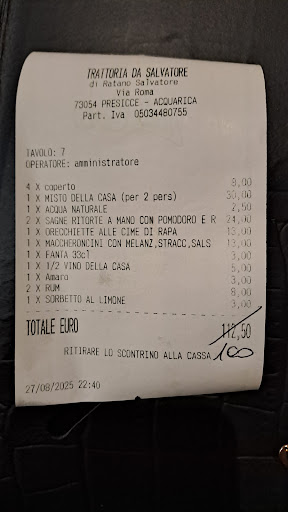 TRATTORIA DA SALVATORE
di Ratano Salvatore
Via Roma
73054 PRESICCE - ACQUARICA
Part. Iva 05034480755
TAVOLO: 7
OPERATORE: amministratore
4 X coperto 8,00
1 X MISTO DELLA CASA (per 2 pers) 30,00
1 X ACQUA NATURALE 2,50
2 X SAGNE RITORTE A MANO CON POMODORO E R 24,00
1 X ORECCHIETTE ALLE CIME DI RAPA 13,00
1 X MACCHERONCINI CON MELANZ,STRACC,SALS 13,00
1 X FANTA 33cl 3,00
1 X 1/2 VINO DELLA CASA 5,00
1 X Amaro 3,00
2 X RUM 8,00
1 X SORBETTO AL LIMONE 3,00
TOTALE EURO 112,50
100
RITIRARE LO SCONTRINO ALLA CASSA
27/08/2025 22:40